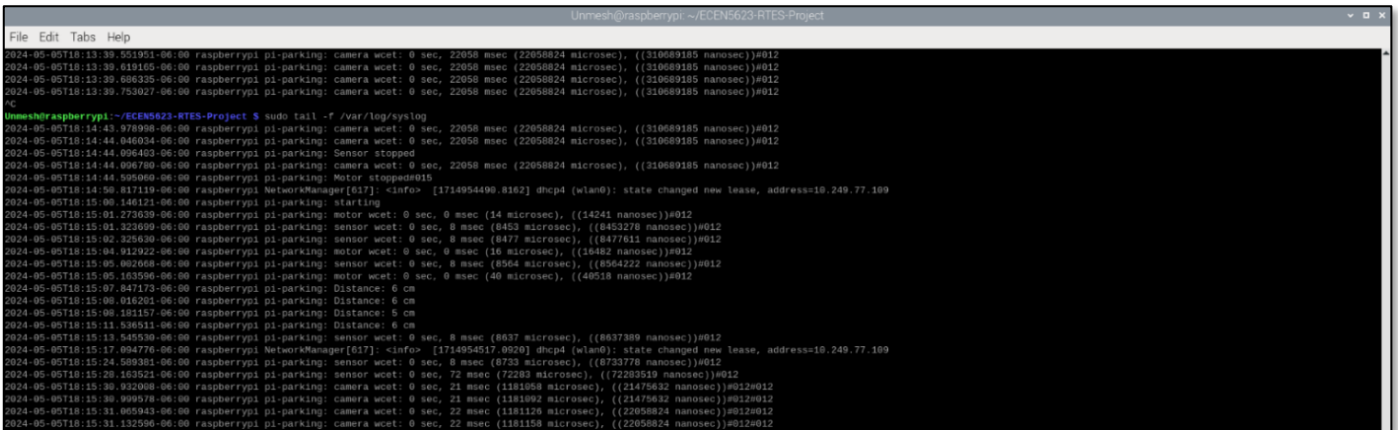 Unmesh@raspberrypi: ~/ECEN5623-RTES-Project
File Edit Tabs Help
2024-05-05T18:13:39.551951-06:00 raspberrypi pi-parking: camera wcet: 0 sec, 22058 msec (22058824 microsec), ((310689185 nanosec))#012
2024-05-05T18:13:39.619165-06:00 raspberrypi pi-parking: camera wcet: 0 sec, 22058 msec (22058824 microsec), ((310689185 nanosec))#012
2024-05-05T18:13:39.686335-06:00 raspberrypi pi-parking: camera wcet: 0 sec, 22058 msec (22058824 microsec), ((310689185 nanosec))#012
2024-05-05T18:13:39.753027-06:00 raspberrypi pi-parking: camera wcet: 0 sec, 22058 msec (22058824 microsec), ((310689185 nanosec))#012
^C
Unmesh@raspberrypi:~/ECEN5623-RTES-Project $ sudo tail -f /var/log/syslog
2024-05-05T18:14:43.978998-06:00 raspberrypi pi-parking: camera wcet: 0 sec, 22058 msec (22058824 microsec), ((310689185 nanosec))#012
2024-05-05T18:14:44.046034-06:00 raspberrypi pi-parking: camera wcet: 0 sec, 22058 msec (22058824 microsec), ((310689185 nanosec))#012
2024-05-05T18:14:44.096403-06:00 raspberrypi pi-parking: Sensor stopped
2024-05-05T18:14:44.096780-06:00 raspberrypi pi-parking: camera wcet: 0 sec, 22058 msec (22058824 microsec), ((310689185 nanosec))#012
2024-05-05T18:14:44.595060-06:00 raspberrypi pi-parking: Motor stopped#015
2024-05-05T18:14:50.817119-06:00 raspberrypi NetworkManager[617]: <info> [1714954490.8162] dhcp4 (wlan0): state changed new lease, address=10.249.77.109
2024-05-05T18:15:00.146121-06:00 raspberrypi pi-parking: starting
2024-05-05T18:15:01.273639-06:00 raspberrypi pi-parking: motor wcet: 0 sec, 0 msec (14 microsec), ((14241 nanosec))#012
2024-05-05T18:15:01.323699-06:00 raspberrypi pi-parking: sensor wcet: 0 sec, 8 msec (8453 microsec), ((8453278 nanosec))#012
2024-05-05T18:15:02.325630-06:00 raspberrypi pi-parking: sensor wcet: 0 sec, 8 msec (8477 microsec), ((8477611 nanosec))#012
2024-05-05T18:15:04.912922-06:00 raspberrypi pi-parking: motor wcet: 0 sec, 0 msec (16 microsec), ((16482 nanosec))#012
2024-05-05T18:15:05.002668-06:00 raspberrypi pi-parking: sensor wcet: 0 sec, 8 msec (8564 microsec), ((8564222 nanosec))#012
2024-05-05T18:15:05.163596-06:00 raspberrypi pi-parking: motor wcet: 0 sec, 0 msec (40 microsec), ((40518 nanosec))#012
2024-05-05T18:15:07.847173-06:00 raspberrypi pi-parking: Distance: 6 cm
2024-05-05T18:15:08.016201-06:00 raspberrypi pi-parking: Distance: 6 cm
2024-05-05T18:15:08.181157-06:00 raspberrypi pi-parking: Distance: 5 cm
2024-05-05T18:15:11.536511-06:00 raspberrypi pi-parking: Distance: 6 cm
2024-05-05T18:15:13.545530-06:00 raspberrypi pi-parking: sensor wcet: 0 sec, 8 msec (8637 microsec), ((8637389 nanosec))#012
2024-05-05T18:15:17.094776-06:00 raspberrypi NetworkManager[617]: <info> [1714954517.0920] dhcp4 (wlan0): state changed new lease, address=10.249.77.109
2024-05-05T18:15:24.589381-06:00 raspberrypi pi-parking: sensor wcet: 0 sec, 8 msec (8733 microsec), ((8733778 nanosec))#012
2024-05-05T18:15:28.163521-06:00 raspberrypi pi-parking: sensor wcet: 0 sec, 72 msec (72283 microsec), ((72283519 nanosec))#012
2024-05-05T18:15:30.932008-06:00 raspberrypi pi-parking: camera wcet: 0 sec, 21 msec (1181058 microsec), ((21475632 nanosec))#012#012
2024-05-05T18:15:30.999578-06:00 raspberrypi pi-parking: camera wcet: 0 sec, 21 msec (1181092 microsec), ((21475632 nanosec))#012#012
2024-05-05T18:15:31.065943-06:00 raspberrypi pi-parking: camera wcet: 0 sec, 22 msec (1181126 microsec), ((22058824 nanosec))#012#012
2024-05-05T18:15:31.132596-06:00 raspberrypi pi-parking: camera wcet: 0 sec, 22 msec (1181158 microsec), ((22058824 nanosec))#012#012